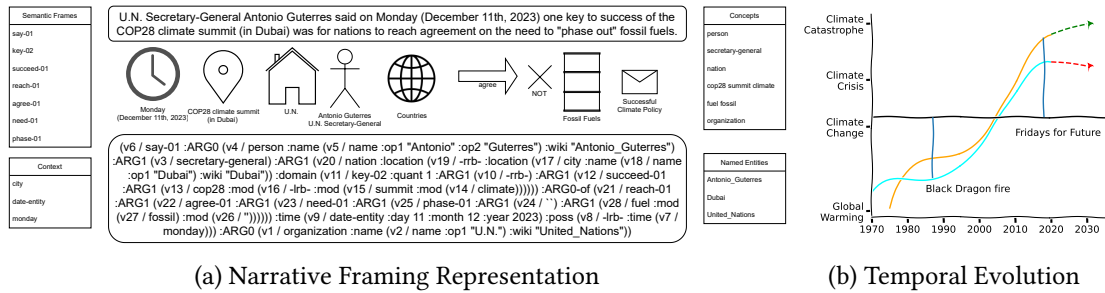 Semantic Frames
say-01
key-02
succeed-01
reach-01
agree-01
need-01
phase-01
Context
city
date-entity
monday
U.N. Secretary-General Antonio Guterres said on Monday (December 11th, 2023) one key to success of the
COP28 climate summit (in Dubai) was for nations to reach agreement on the need to "phase out" fossil fuels.
Monday
(December 11th, 2023)
COP28 climate summit
(in Dubai)
U.N.
Antonio Guterres
U.N. Secretary-General
Countries
agree
NOT
Fossil Fuels
Successful
Climate Policy
(v6 / say-01 :ARG0 (v4 / person :name (v5 / name :op1 "Antonio" :op2 "Guterres") :wiki "Antonio_Guterres")
:ARG1 (v3 / secretary-general) :ARG1 (v20 / nation :location (v19 / -rrb- :location (v17 / city :name (v18 / name
:op1 "Dubai") :wiki "Dubai")) :domain (v11 / key-02 :quant 1 :ARG1 (v10 / -rrb-) :ARG1 (v12 / succeed-01
:ARG1 (v13 / cop28 :mod (v16 / -lrb- :mod (v15 / summit :mod (v14 / climate)))))) :ARG0-of (v21 / reach-01
:ARG1 (v22 / agree-01 :ARG1 (v23 / need-01 :ARG1 (v25 / phase-01 :ARG1 (v24 / ``) :ARG1 (v28 / fuel :mod
(v27 / fossil) :mod (v26 / '')))))) :time (v9 / date-entity :day 11 :month 12 :year 2023) :poss (v8 / -lrb- :time (v7 /
monday))) :ARG0 (v1 / organization :name (v2 / name :op1 "U.N.") :wiki "United_Nations"))
Concepts
person
secretary-general
nation
cop28 summit climate
fuel fossil
organization
Named Entities
Antonio_Guterres
Dubai
United_Nations
(a) Narrative Framing Representation
Climate
Catastrophe
Climate
Crisis
Climate
Change
Global
Warming
Fridays for Future
Black Dragon fire
1970 1980 1990 2000 2010 2020 2030
(b) Temporal Evolution